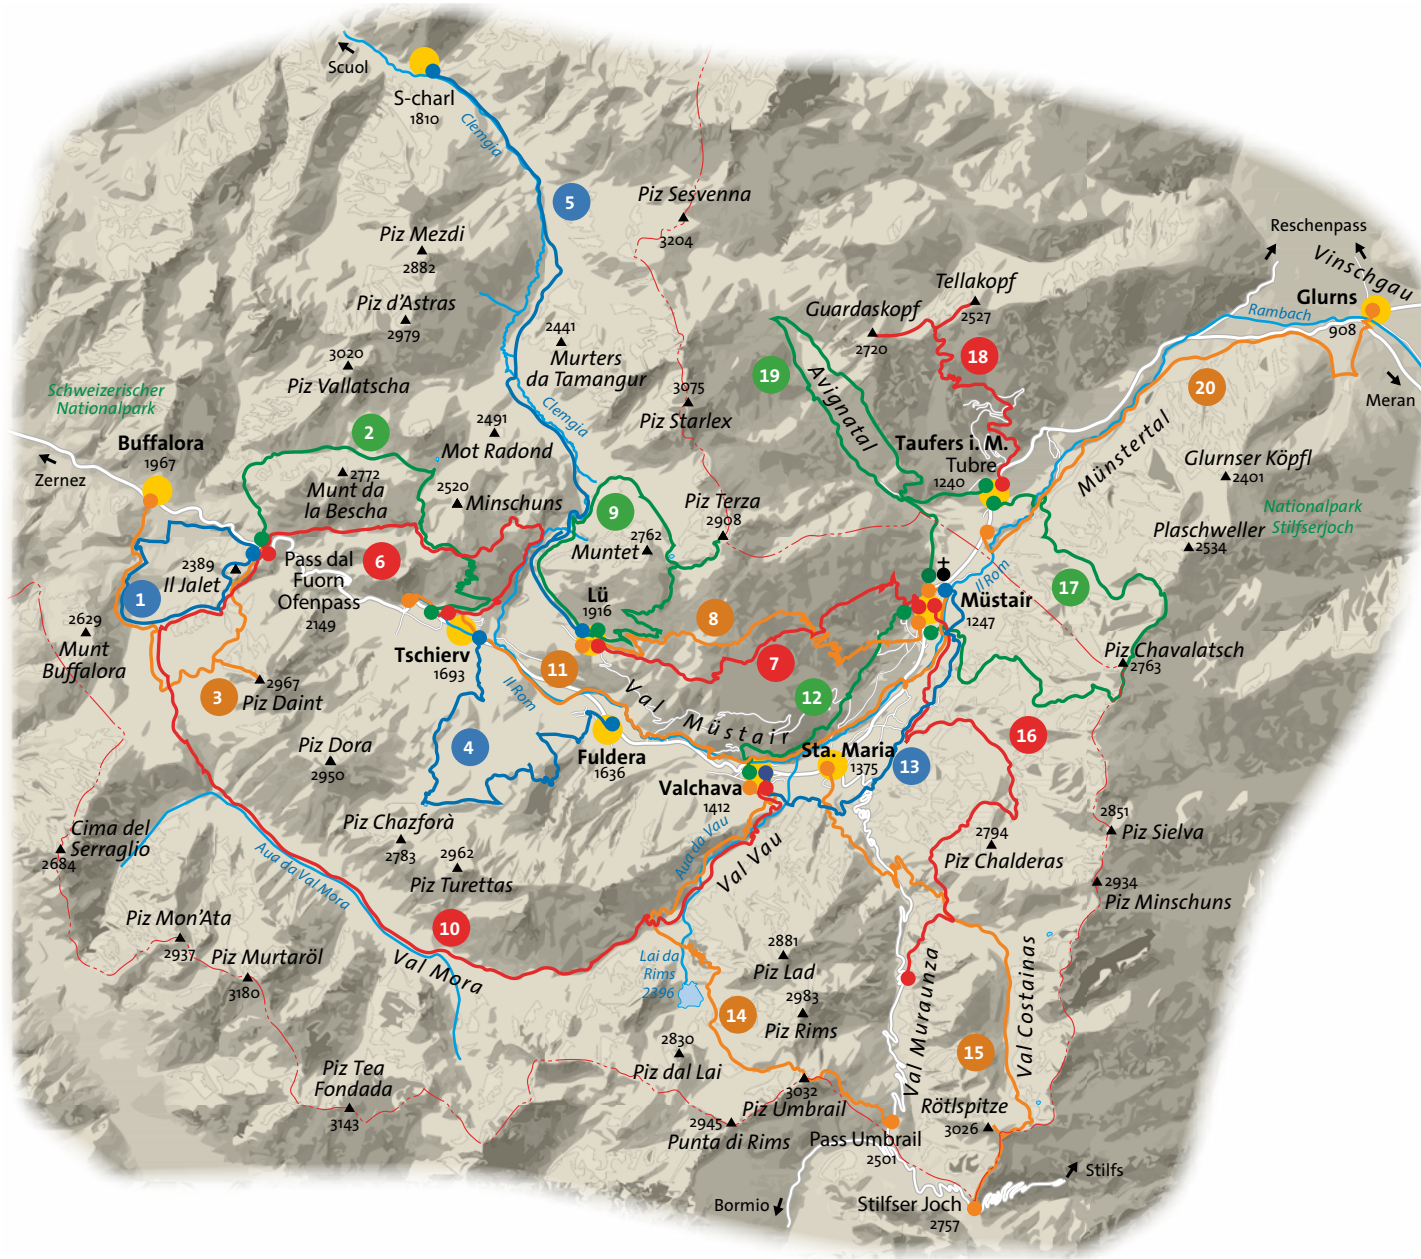 Scuol
S-charl
1810
Clemgia
5
Piz Sesvenna
3204
Piz Mezdi
2882
Reschenpass
Vinschgau
Glurns
908
Rambach
Meran
Piz d'Astras
2979
Tellakopf
2527
Guardaskopf
2720
18
2441
Murters
da Tamangur
3020
Piz Vallatscha
19
Avignatal
20
Schweizerischer
Nationalpark
3075
Piz Starlex
Clemgia
2
Buffalora
1967
Zernez
2491
Mot Radond
Taufers i. M.
Tubre
1240
Münstertal
Glurnser Köpfl
2401
2772
Munt da
la Bescha
2520
Minschuns
Piz Terza
2908
9
2762
Muntet
Nationalpark
Stilfserjoch
Plaschweller
2534
Pass dal
Fuorn
Ofenpass
2149
6
2389
Il Jalet
1
Il Rom
17
Müstair
1247
Lü
1916
8
2629
Munt
Buffalora
Tschierv
1693
11
7
Piz Chavalatsch
2763
3
2967
Piz Daint
Il Rom
Val Müstair
12
4
Piz Dora
2950
Fuldera
1636
16
Sta. Maria
1375
13
Valchava
1412
Cima del
Serraglio
2684
Piz Chazforà
2783
2962
Piz Turettas
Aua da Vau
Val Vau
2794
Piz Chalderas
2851
Piz Sielva
Aua da Val Mora
2934
Piz Minschuns
Piz Mon'Ata
2937
10
Val Mora
Piz Murtaröl
3180
Lai da
Rims
2396
2881
Piz Lad
2983
Piz Rims
14
Val Muraunza
Val Costainas
15
2830
Piz dal Lai
Piz Tea
Fondada
3143
3032
Piz Umbrail
Rötlspitze
3026
2945
Punta di Rims
Pass Umbrail
2501
Stilfs
Bormio
Stilfser Joch
2757